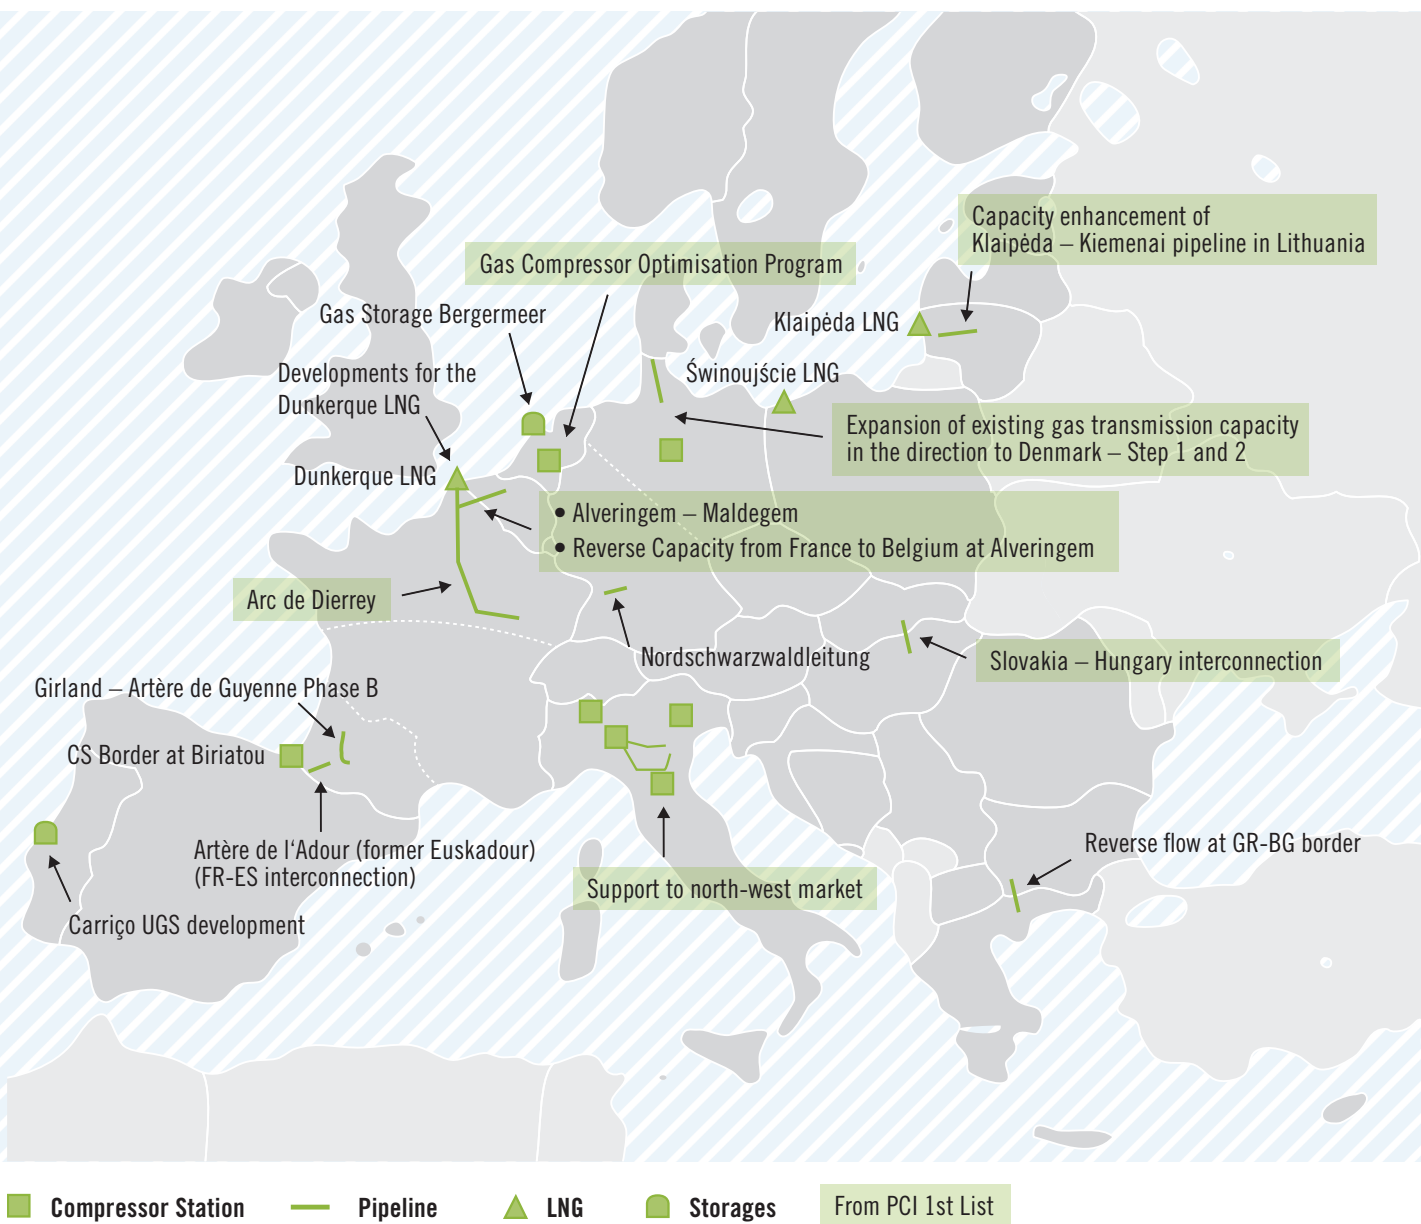 Capacity enhancement of
Klaipėda – Kiemenai pipeline in Lithuania
Gas Compressor Optimisation Program
Gas Storage Bergermeer
Klaipėda LNG
Developments for the
Dunkerque LNG
Świnoujście LNG
Expansion of existing gas transmission capacity
in the direction to Denmark – Step 1 and 2
Dunkerque LNG
• Alveringem – Maldegem
• Reverse Capacity from France to Belgium at Alveringem
Arc de Dierrey
Nordschwarzwaldleitung
Slovakia – Hungary interconnection
Girland – Artère de Guyenne Phase B
CS Border at Biriatou
Artère de l‘Adour (former Euskadour)
(FR-ES interconnection)
Reverse flow at GR-BG border
Support to north-west market
Carriço UGS development
Compressor Station
Pipeline
LNG
Storages
From PCI 1st List